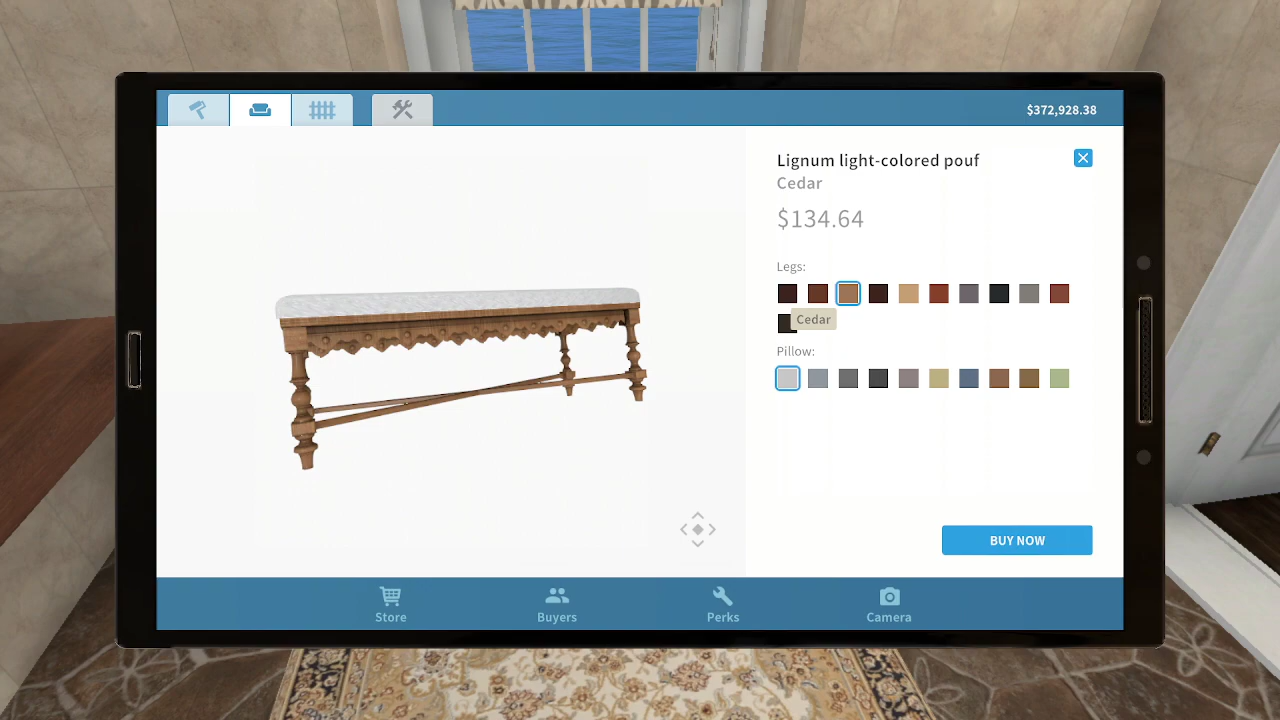 $372,928.38
Lignum light-colored pouf
Cedar
$134.64
Legs:
Cedar
Pillow:
BUY NOW
Store
Buyers
Perks
Camera